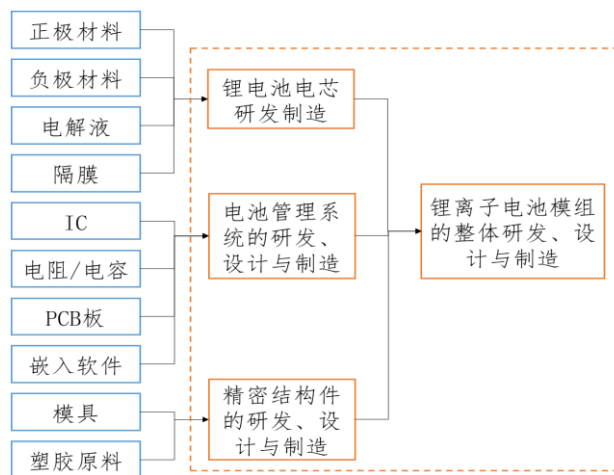 正极材料
负极材料
电解液
隔膜
IC
电阻/电容
PCB板
嵌入软件
模具
塑胶原料
锂电池电芯
研发制造
电池管理系
统的研发、
设计与制造
精密结构件
的研发、设
计与制造
锂离子电池模组
的整体研发、设
计与制造